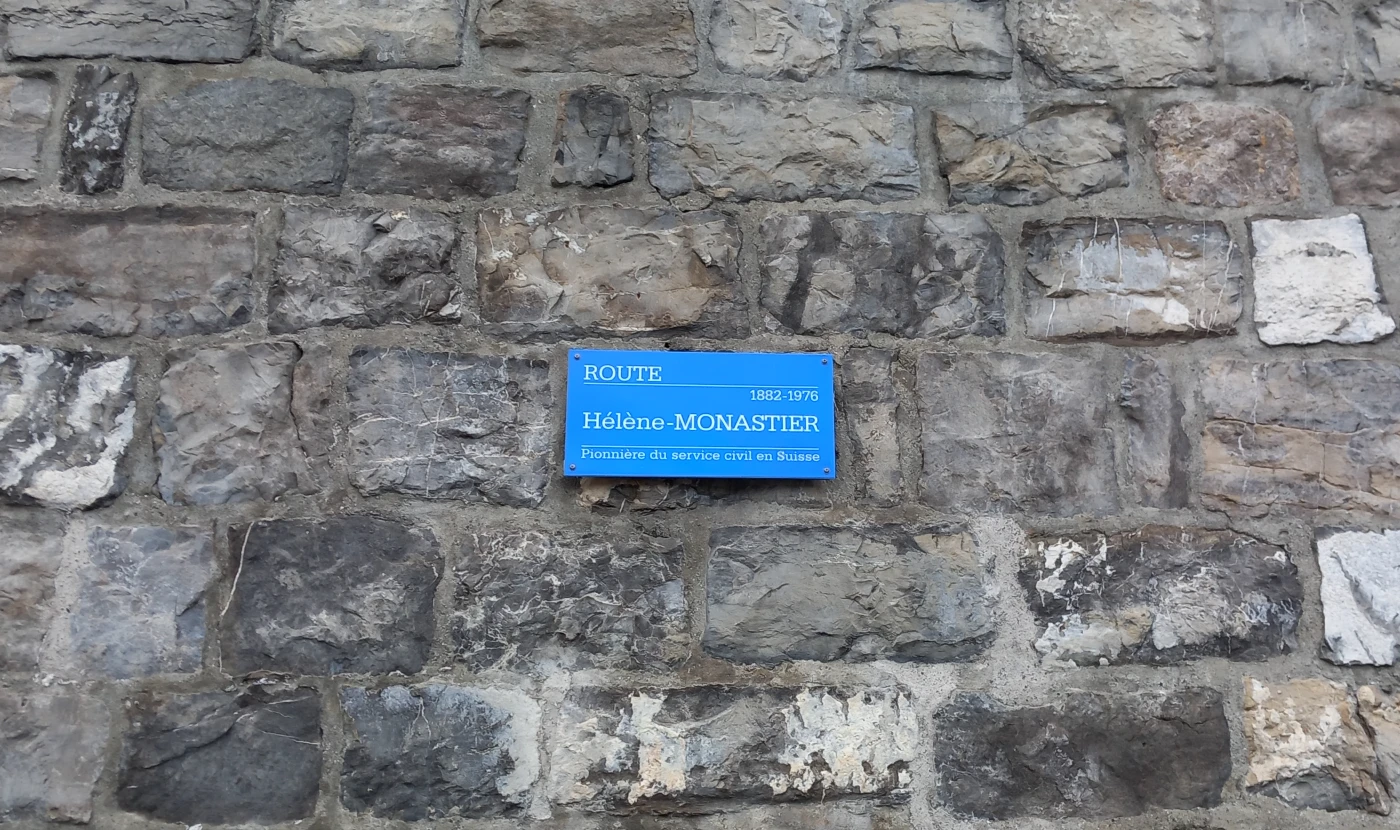 ROUTE
1882-1976
Hélène-MONASTIER
Pionnière du service civil en Suisse